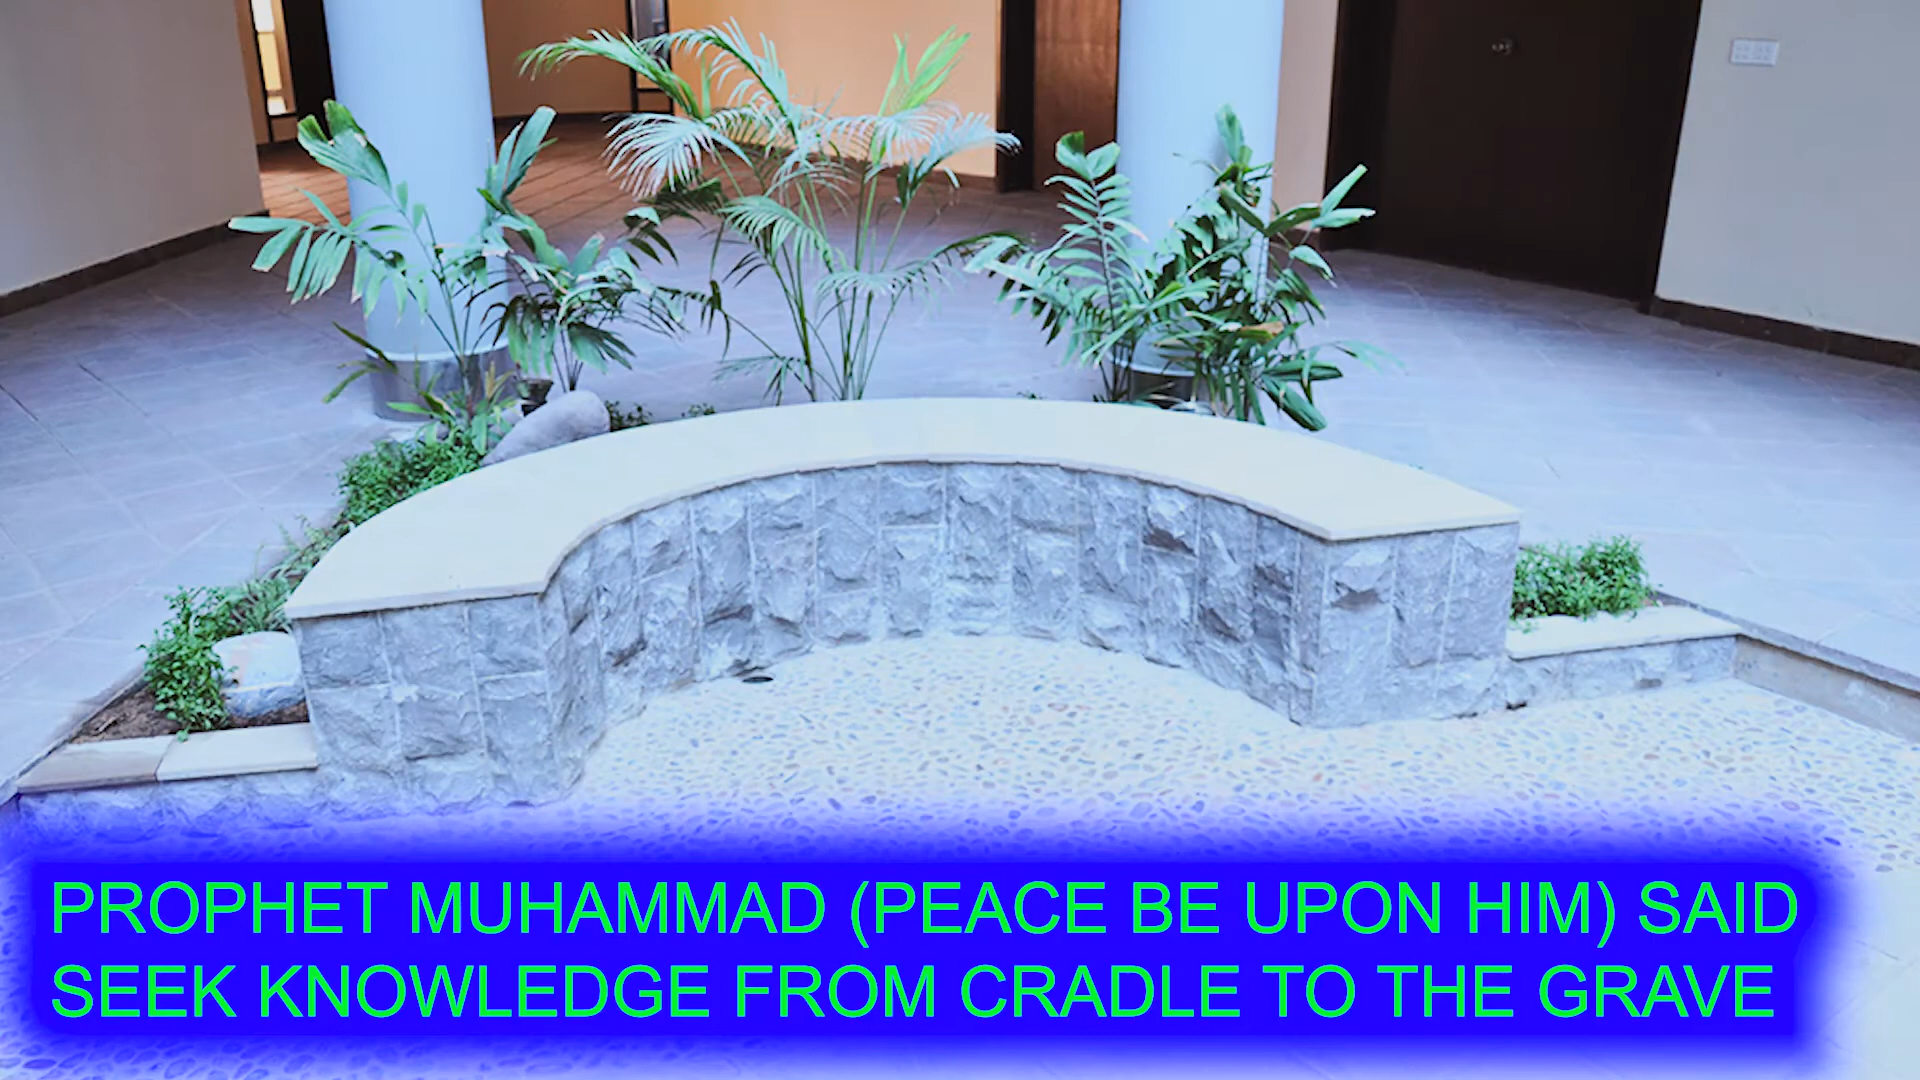 PROPHET MUHAMMAD (PEACE BE UPON HIM) SAID
SEEK KNOWLEDGE FROM CRADLE TO THE GRAVE